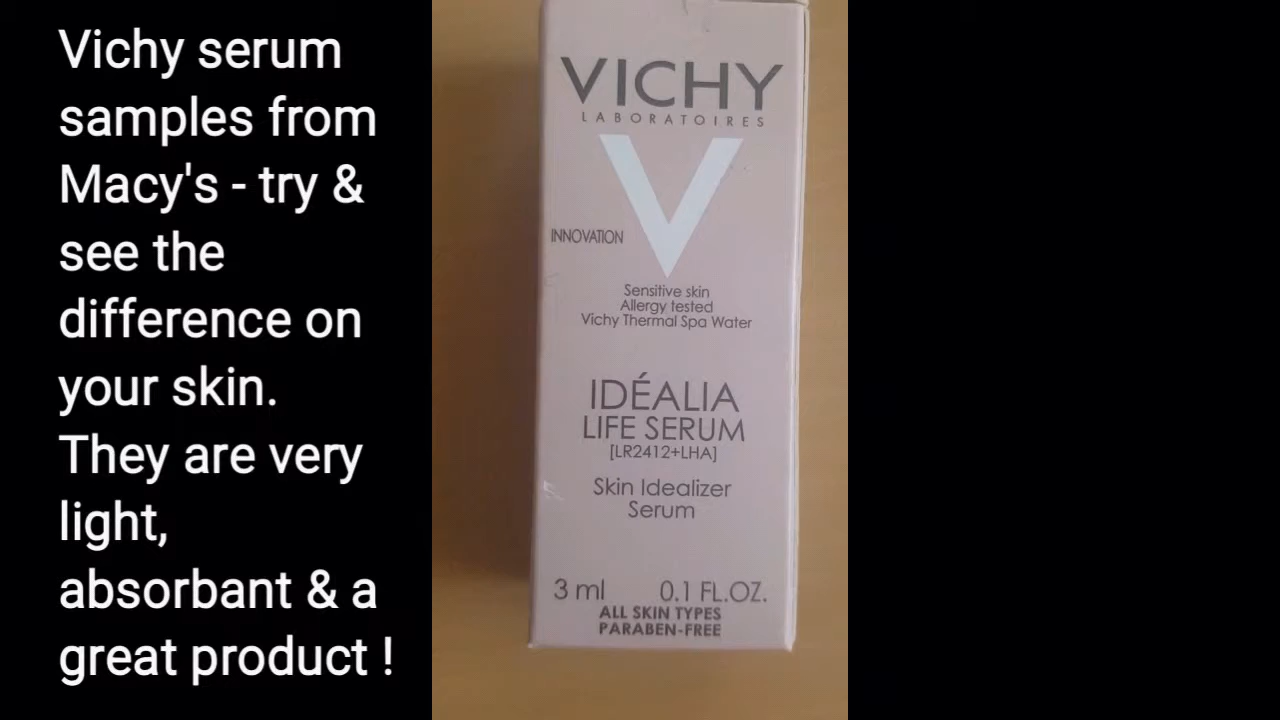 Vichy serum
samples from
Macy's - try &
see the
difference on
your skin.
They are very
light,
absorbant & a
great product !
VICHY
LABORATOIRES
V
INNOVATION
Sensitive skin
Allergy tested
Vichy Thermal Spa Water
IDÉALIA
LIFE SERUM
[LR2412+LHA]
Skin Idealizer
Serum
3 ml 0.1 FL.OZ.
ALL SKIN TYPES
PARABEN-FREE